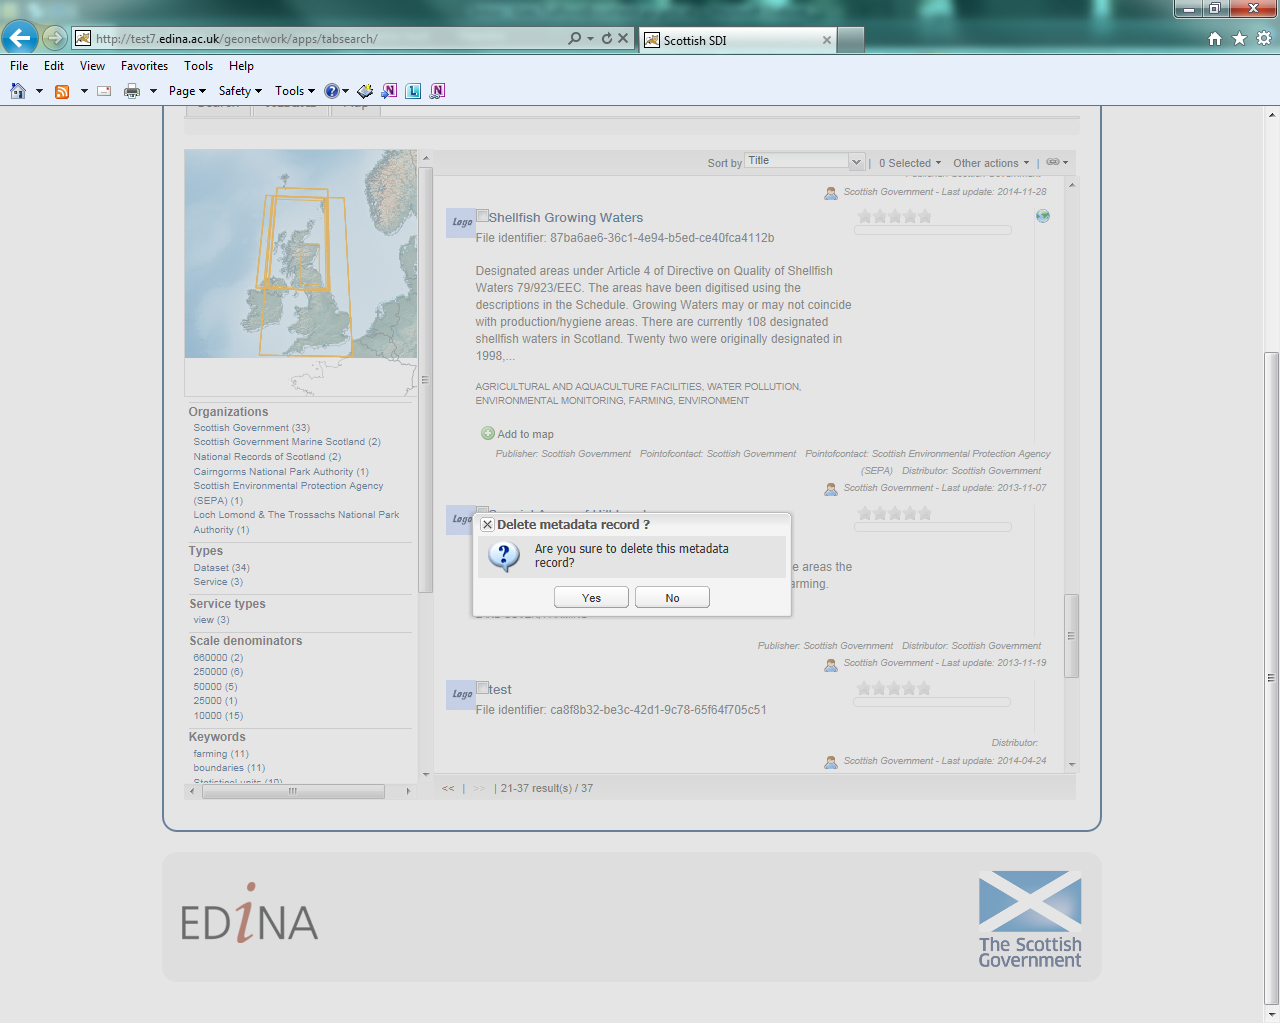 http://test7.edina.ac.uk/geonetwork/apps/tabsearch/
Scottish SDI
File Edit View Favorites Tools Help
Page Safety Tools
Sort by Title | 0 Selected Other actions |
Scottish Government - Last update: 2014-11-28
Logo Shellfish Growing Waters
File identifier: 87ba6ae6-36c1-4e94-b5ed-ce40fca4112b
Designated areas under Article 4 of Directive on Quality of Shellfish
Waters 79/923/EEC. The areas have been digitised using the
descriptions in the Schedule. Growing Waters may or may not coincide
with production/hygiene areas. There are currently 108 designated
shellfish waters in Scotland. Twenty two were originally designated in
1998,...
AGRICULTURAL AND AQUACULTURE FACILITIES, WATER POLLUTION,
ENVIRONMENTAL MONITORING, FARMING, ENVIRONMENT
Add to map
Publisher: Scottish Government Pointofcontact: Scottish Government Pointofcontact: Scottish Environmental Protection Agency
(SEPA) Distributor: Scottish Government
Scottish Government - Last update: 2013-11-07
Logo
Delete metadata record ?
Are you sure to delete this metadata
record?
Yes No
e areas the
arming.
Publisher: Scottish Government Distributor: Scottish Government
Scottish Government - Last update: 2013-11-19
Logo test
File identifier: ca8f8b32-be3c-42d1-9c78-65f64f705c51
Distributor:
Scottish Government - Last update: 2014-04-24
<< | >> | 21-37 result(s) / 37
Organizations
Scottish Government (33)
Scottish Government Marine Scotland (2)
National Records of Scotland (2)
Cairngorms National Park Authority (1)
Scottish Environmental Protection Agency
(SEPA) (1)
Loch Lomond & The Trossachs National Park
Authority (1)
Types
Dataset (34)
Service (3)
Service types
view (3)
Scale denominators
660000 (2)
250000 (6)
50000 (5)
25000 (1)
10000 (15)
Keywords
farming (11)
boundaries (11)
Statistical units (10)
EDINA
The Scottish
Government